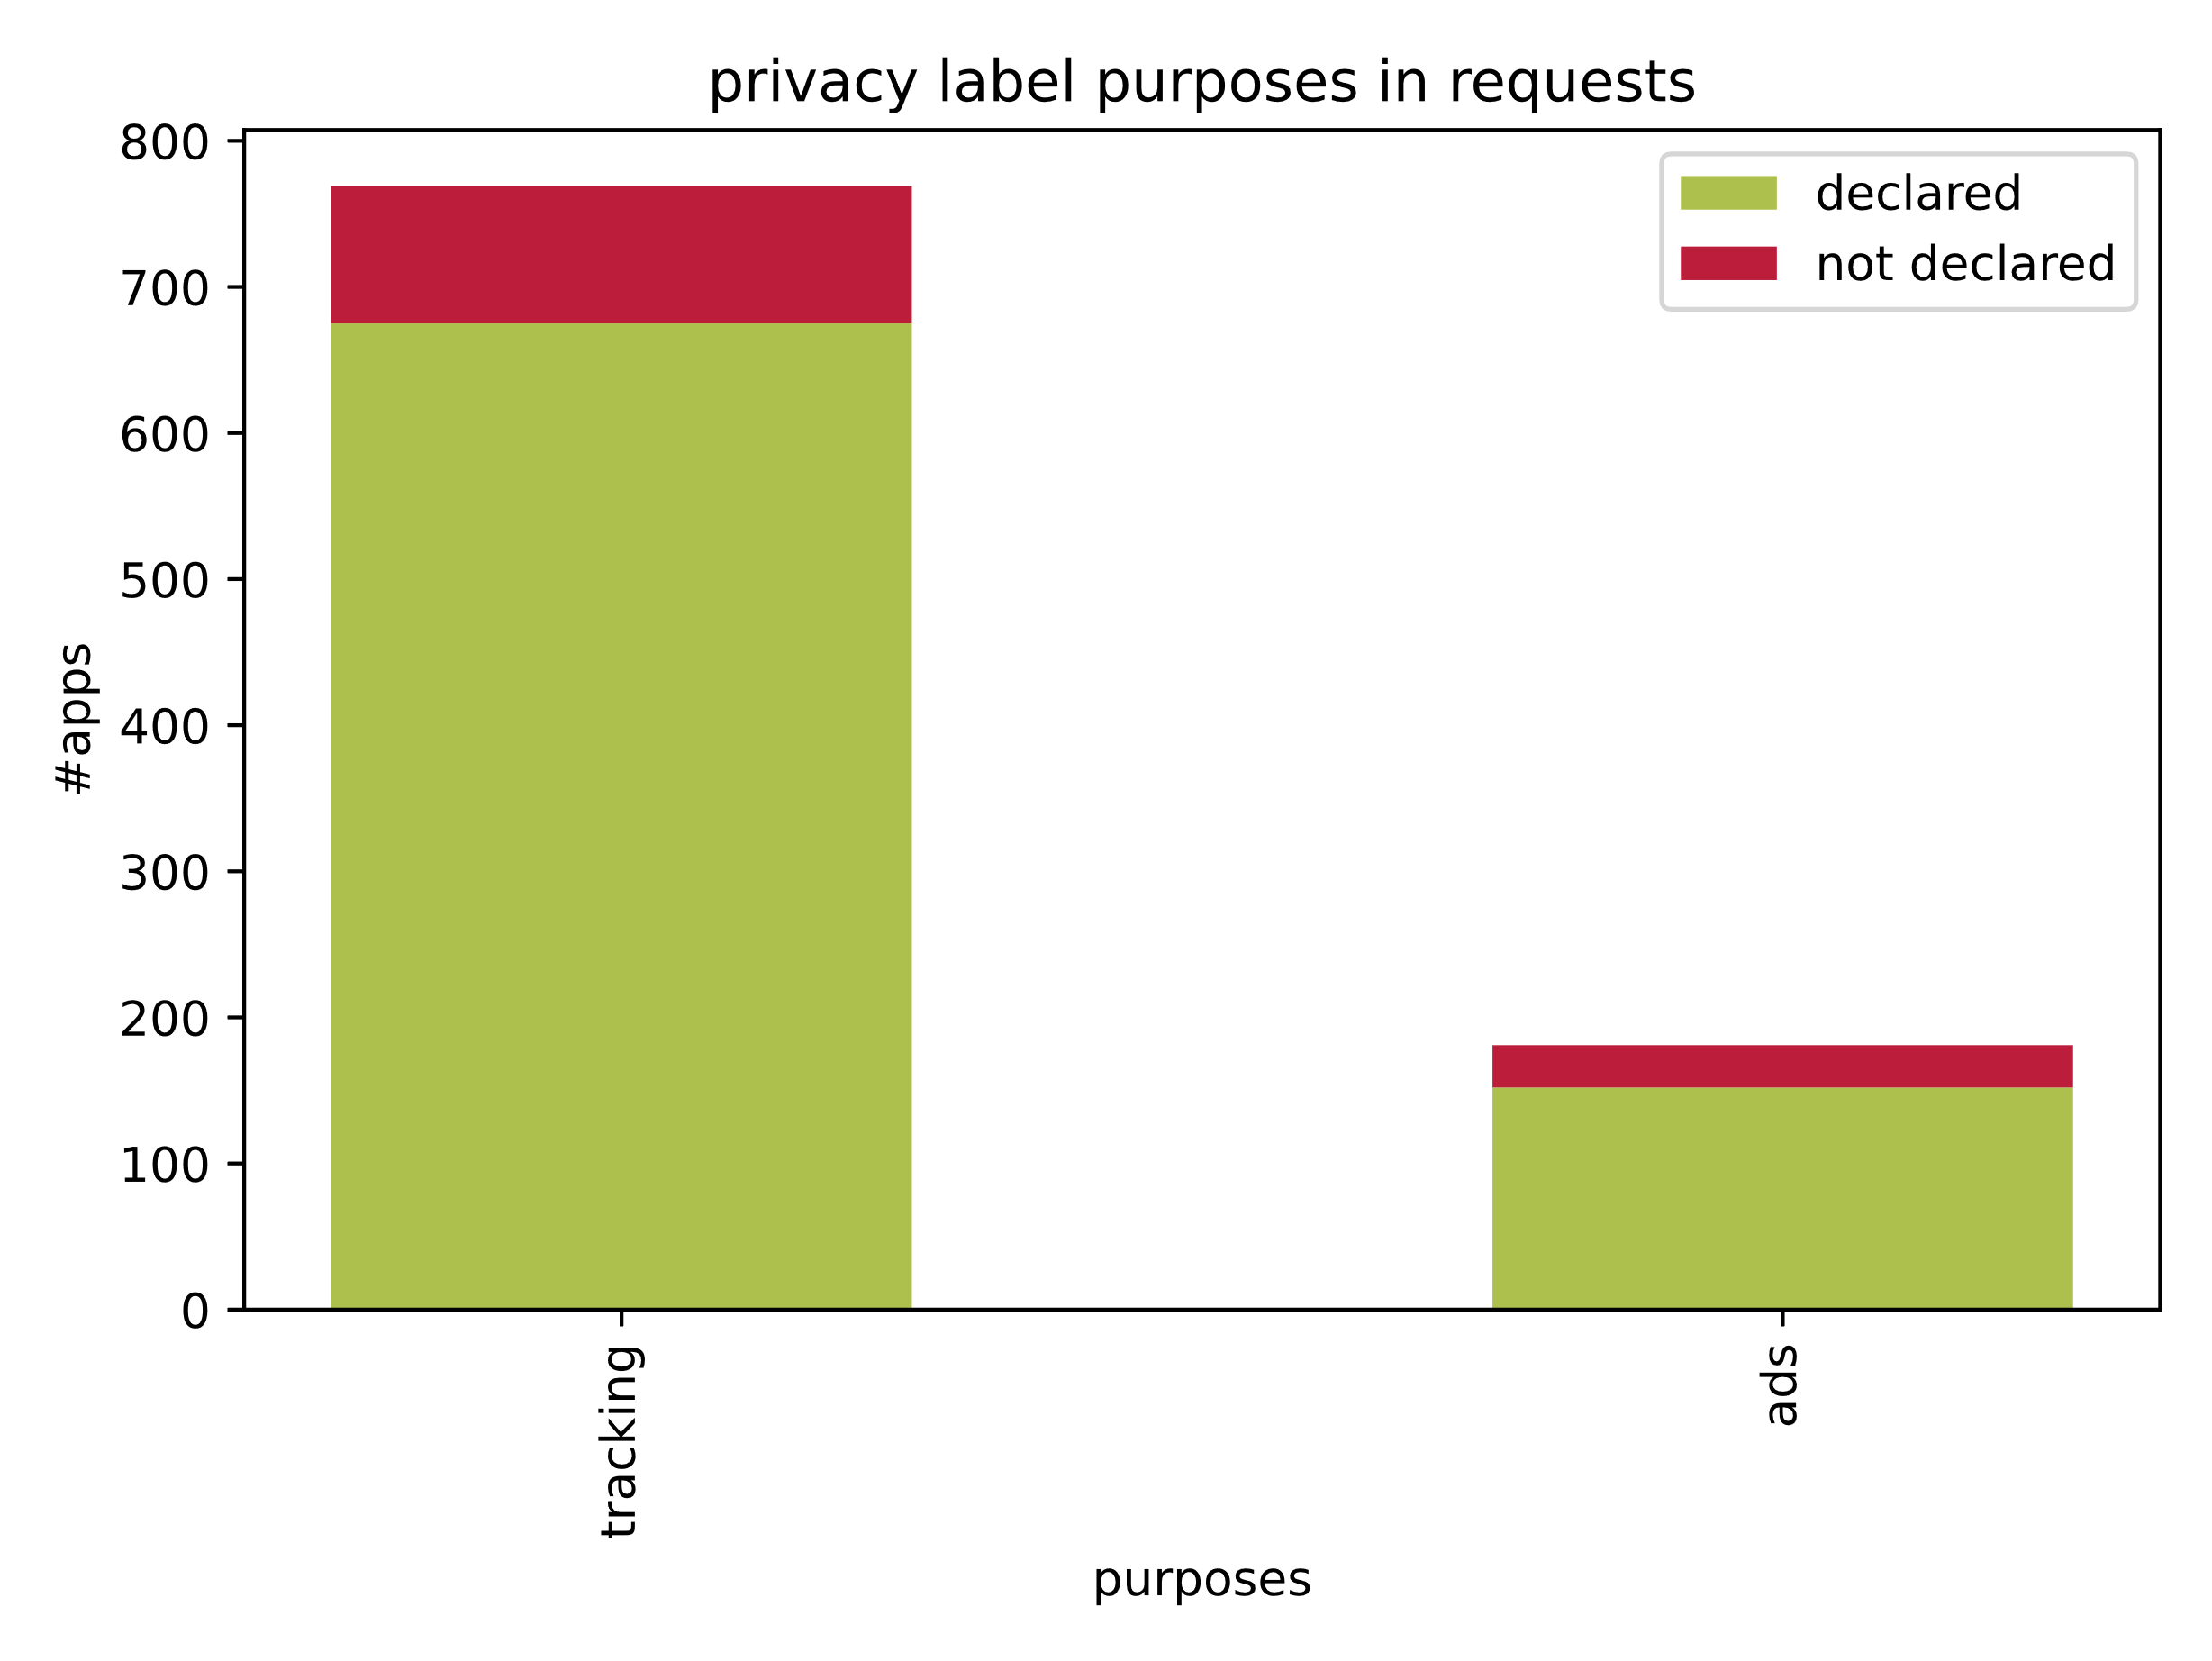 privacy label purposes in requests
declared
not declared
800
700
600
500
400
300
200
100
0
#apps
tracking
ads
purposes